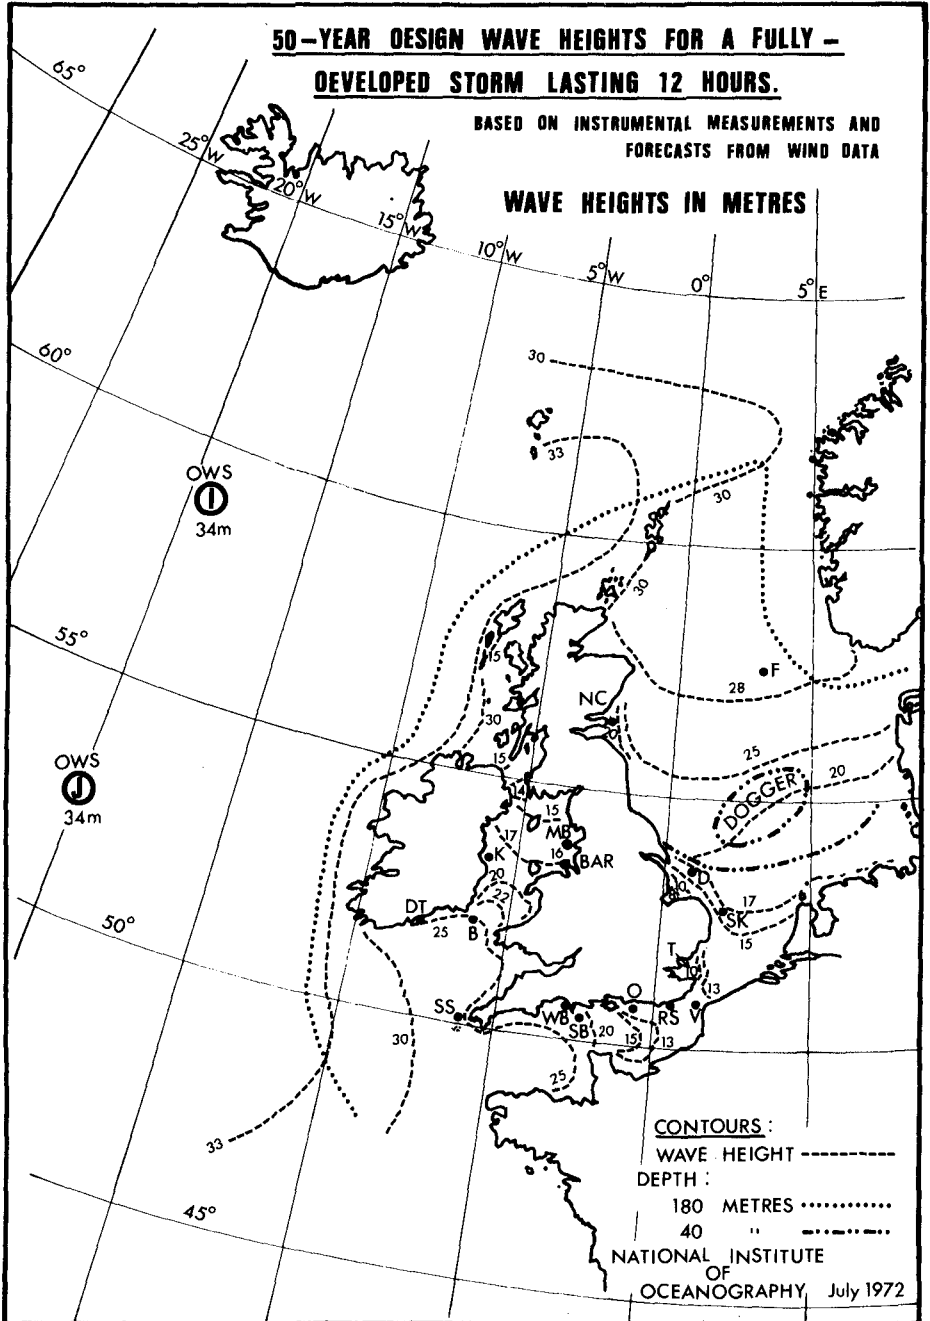 50-YEAR DESIGN WAVE HEIGHTS FOR A FULLY -
DEVELOPED STORM LASTING 12 HOURS.
BASED ON INSTRUMENTAL MEASUREMENTS AND
FORECASTS FROM WIND DATA
WAVE HEIGHTS IN METRES
65°
25°W
20°W
15°W
10°W
5°W
0°
5°E
60°
30
33
OWS
I
34m
30
30
55°
15
F
28
NC
30
25
OWS
J
34m
15
20
DOGGER
14
15
17
MB
K
16
BAR
20
D
10
22
17
DT
SK
50°
25
B
15
T
10
13
O
SS
WB
RS
V
SB
20
30
15
13
25
33
CONTOURS :
WAVE HEIGHT
DEPTH :
180 METRES
40 "
45°
NATIONAL INSTITUTE
OF
OCEANOGRAPHY July 1972